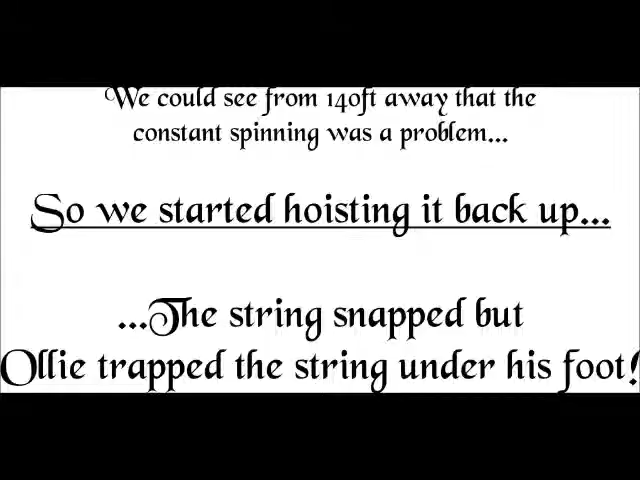 We could see from 140ft away that the
constant spinning was a problem...
So we started hoisting it back up...
...The string snapped but
Ollie trapped the string under his foot!